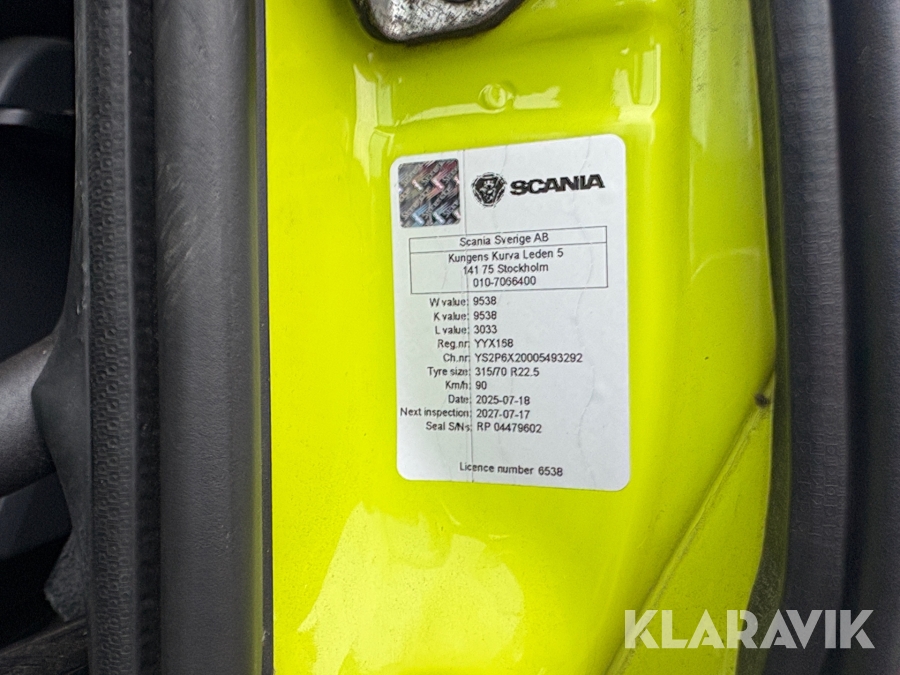 SCANIA
Scania Sverige AB
Kungens Kurva Leden 5
141 75 Stockholm
010-7066400
W value: 9538
K value: 9538
L value: 3033
Reg.nr: YYX158
Ch.nr: YS2P6X20005493292
Tyre size: 315/70 R22.5
Km/h: 90
Date: 2025-07-18
Next inspection: 2027-07-17
Seal S/Ns: RP 04479602
Licence number 6538
KLARAVIK